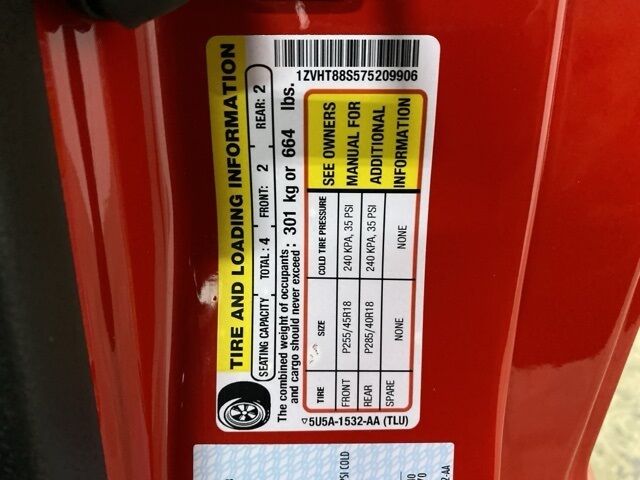 1ZVHT88S575209906
TIRE AND LOADING INFORMATION
SEATING CAPACITY TOTAL: 4 FRONT: 2 REAR: 2
The combined weight of occupants
and cargo should never exceed: 301 kg or 664 lbs.
TIRE SIZE COLD TIRE PRESSURE SEE OWNERS
FRONT P255/45R18 240 KPA, 35 PSI MANUAL FOR
REAR P285/40R18 240 KPA, 35 PSI ADDITIONAL
SPARE NONE NONE INFORMATION
5U5A-1532-AA (TLU)
PSI COLD